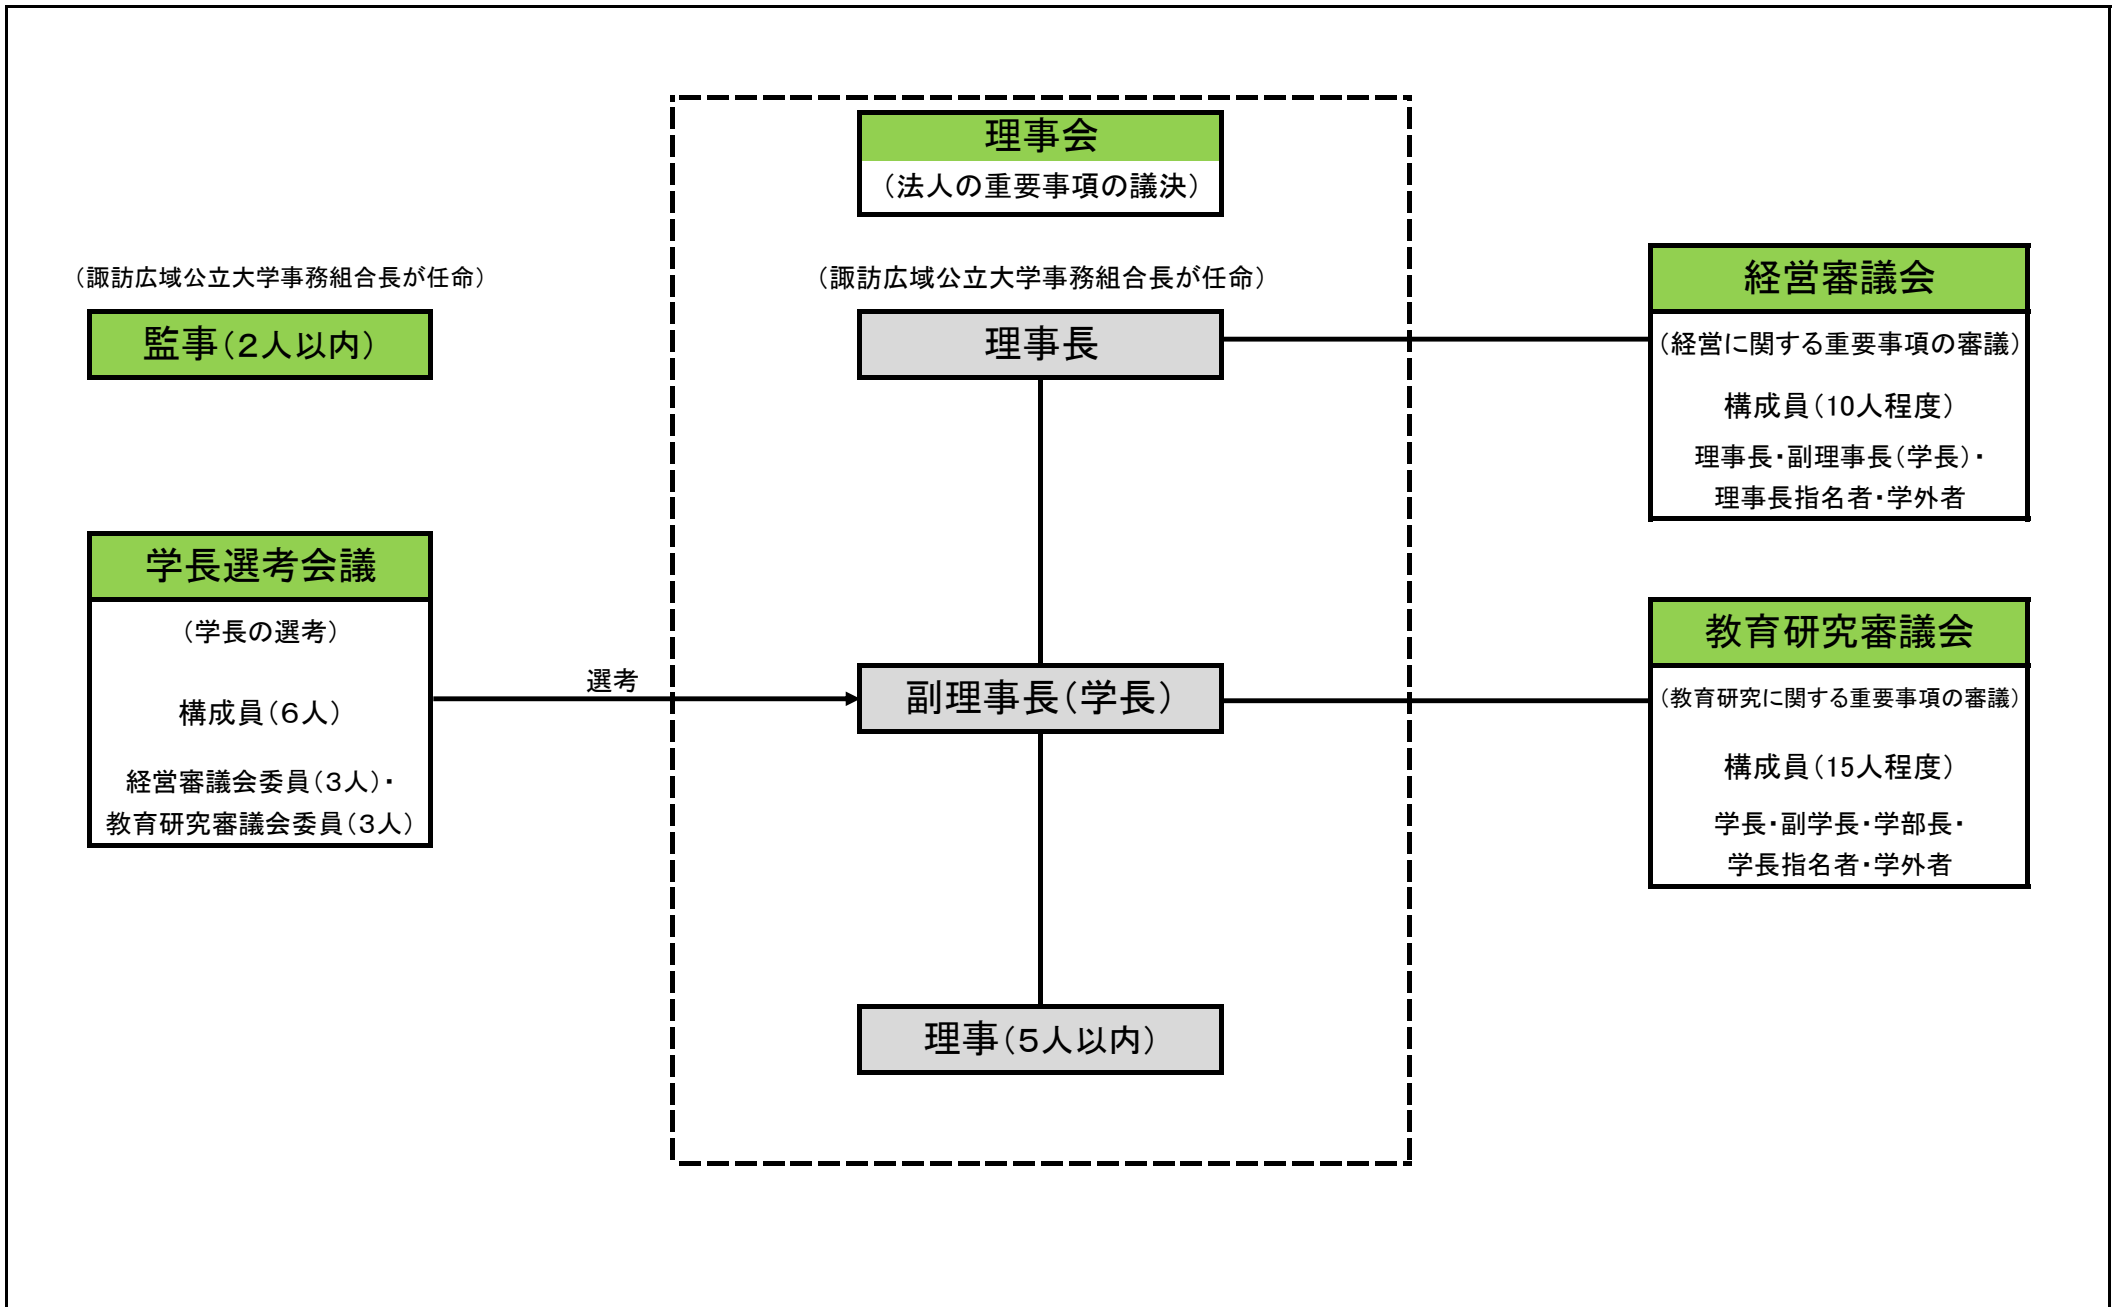 理事会
（法人の重要事項の議決）
（諏訪広域公立大学事務組合長が任命）
監事（２人以内）
（諏訪広域公立大学事務組合長が任命）
理事長
経営審議会
（経営に関する重要事項の審議）
構成員（10人程度）
理事長・副理事長（学長）・
理事長指名者・学外者
学長選考会議
（学長の選考）
構成員（６人）
経営審議会委員（３人）・
教育研究審議会委員（３人）
選考
副理事長（学長）
教育研究審議会
（教育研究に関する重要事項の審議）
構成員（15人程度）
学長・副学長・学部長・
学長指名者・学外者
理事（５人以内）